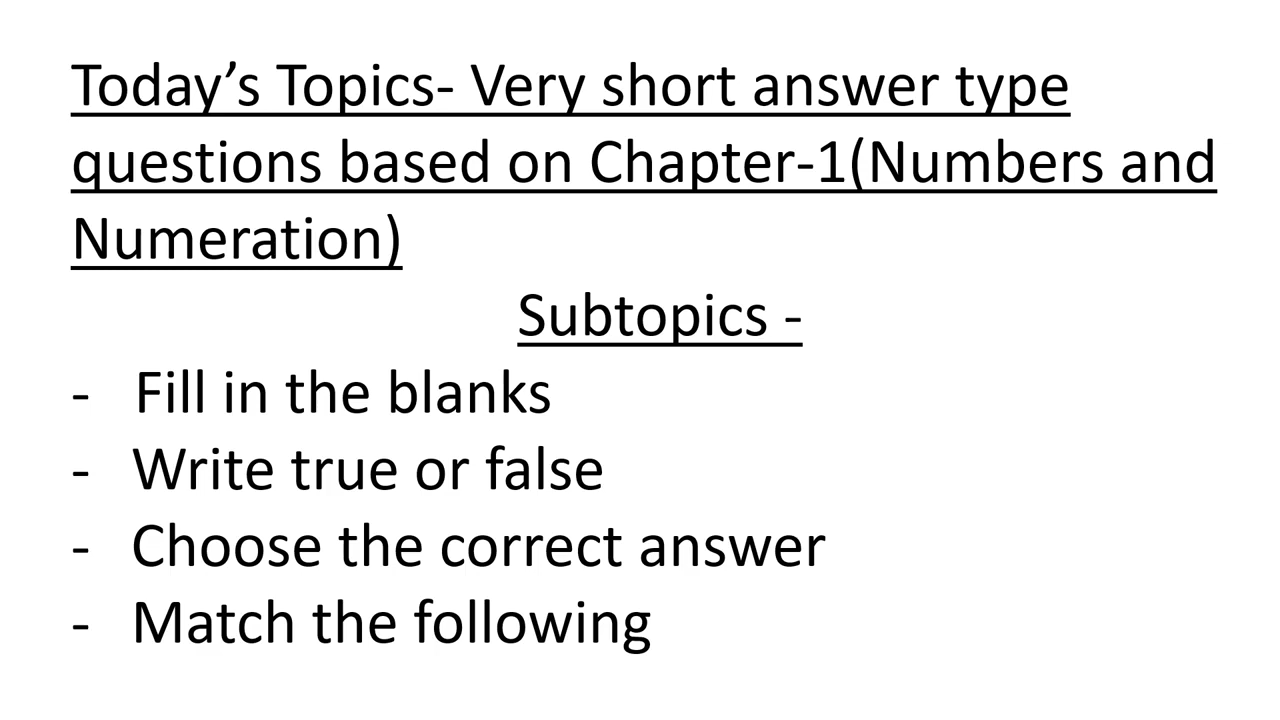 Today’s Topics- Very short answer type
questions based on Chapter-1(Numbers and
Numeration)
Subtopics -
- Fill in the blanks
- Write true or false
- Choose the correct answer
- Match the following